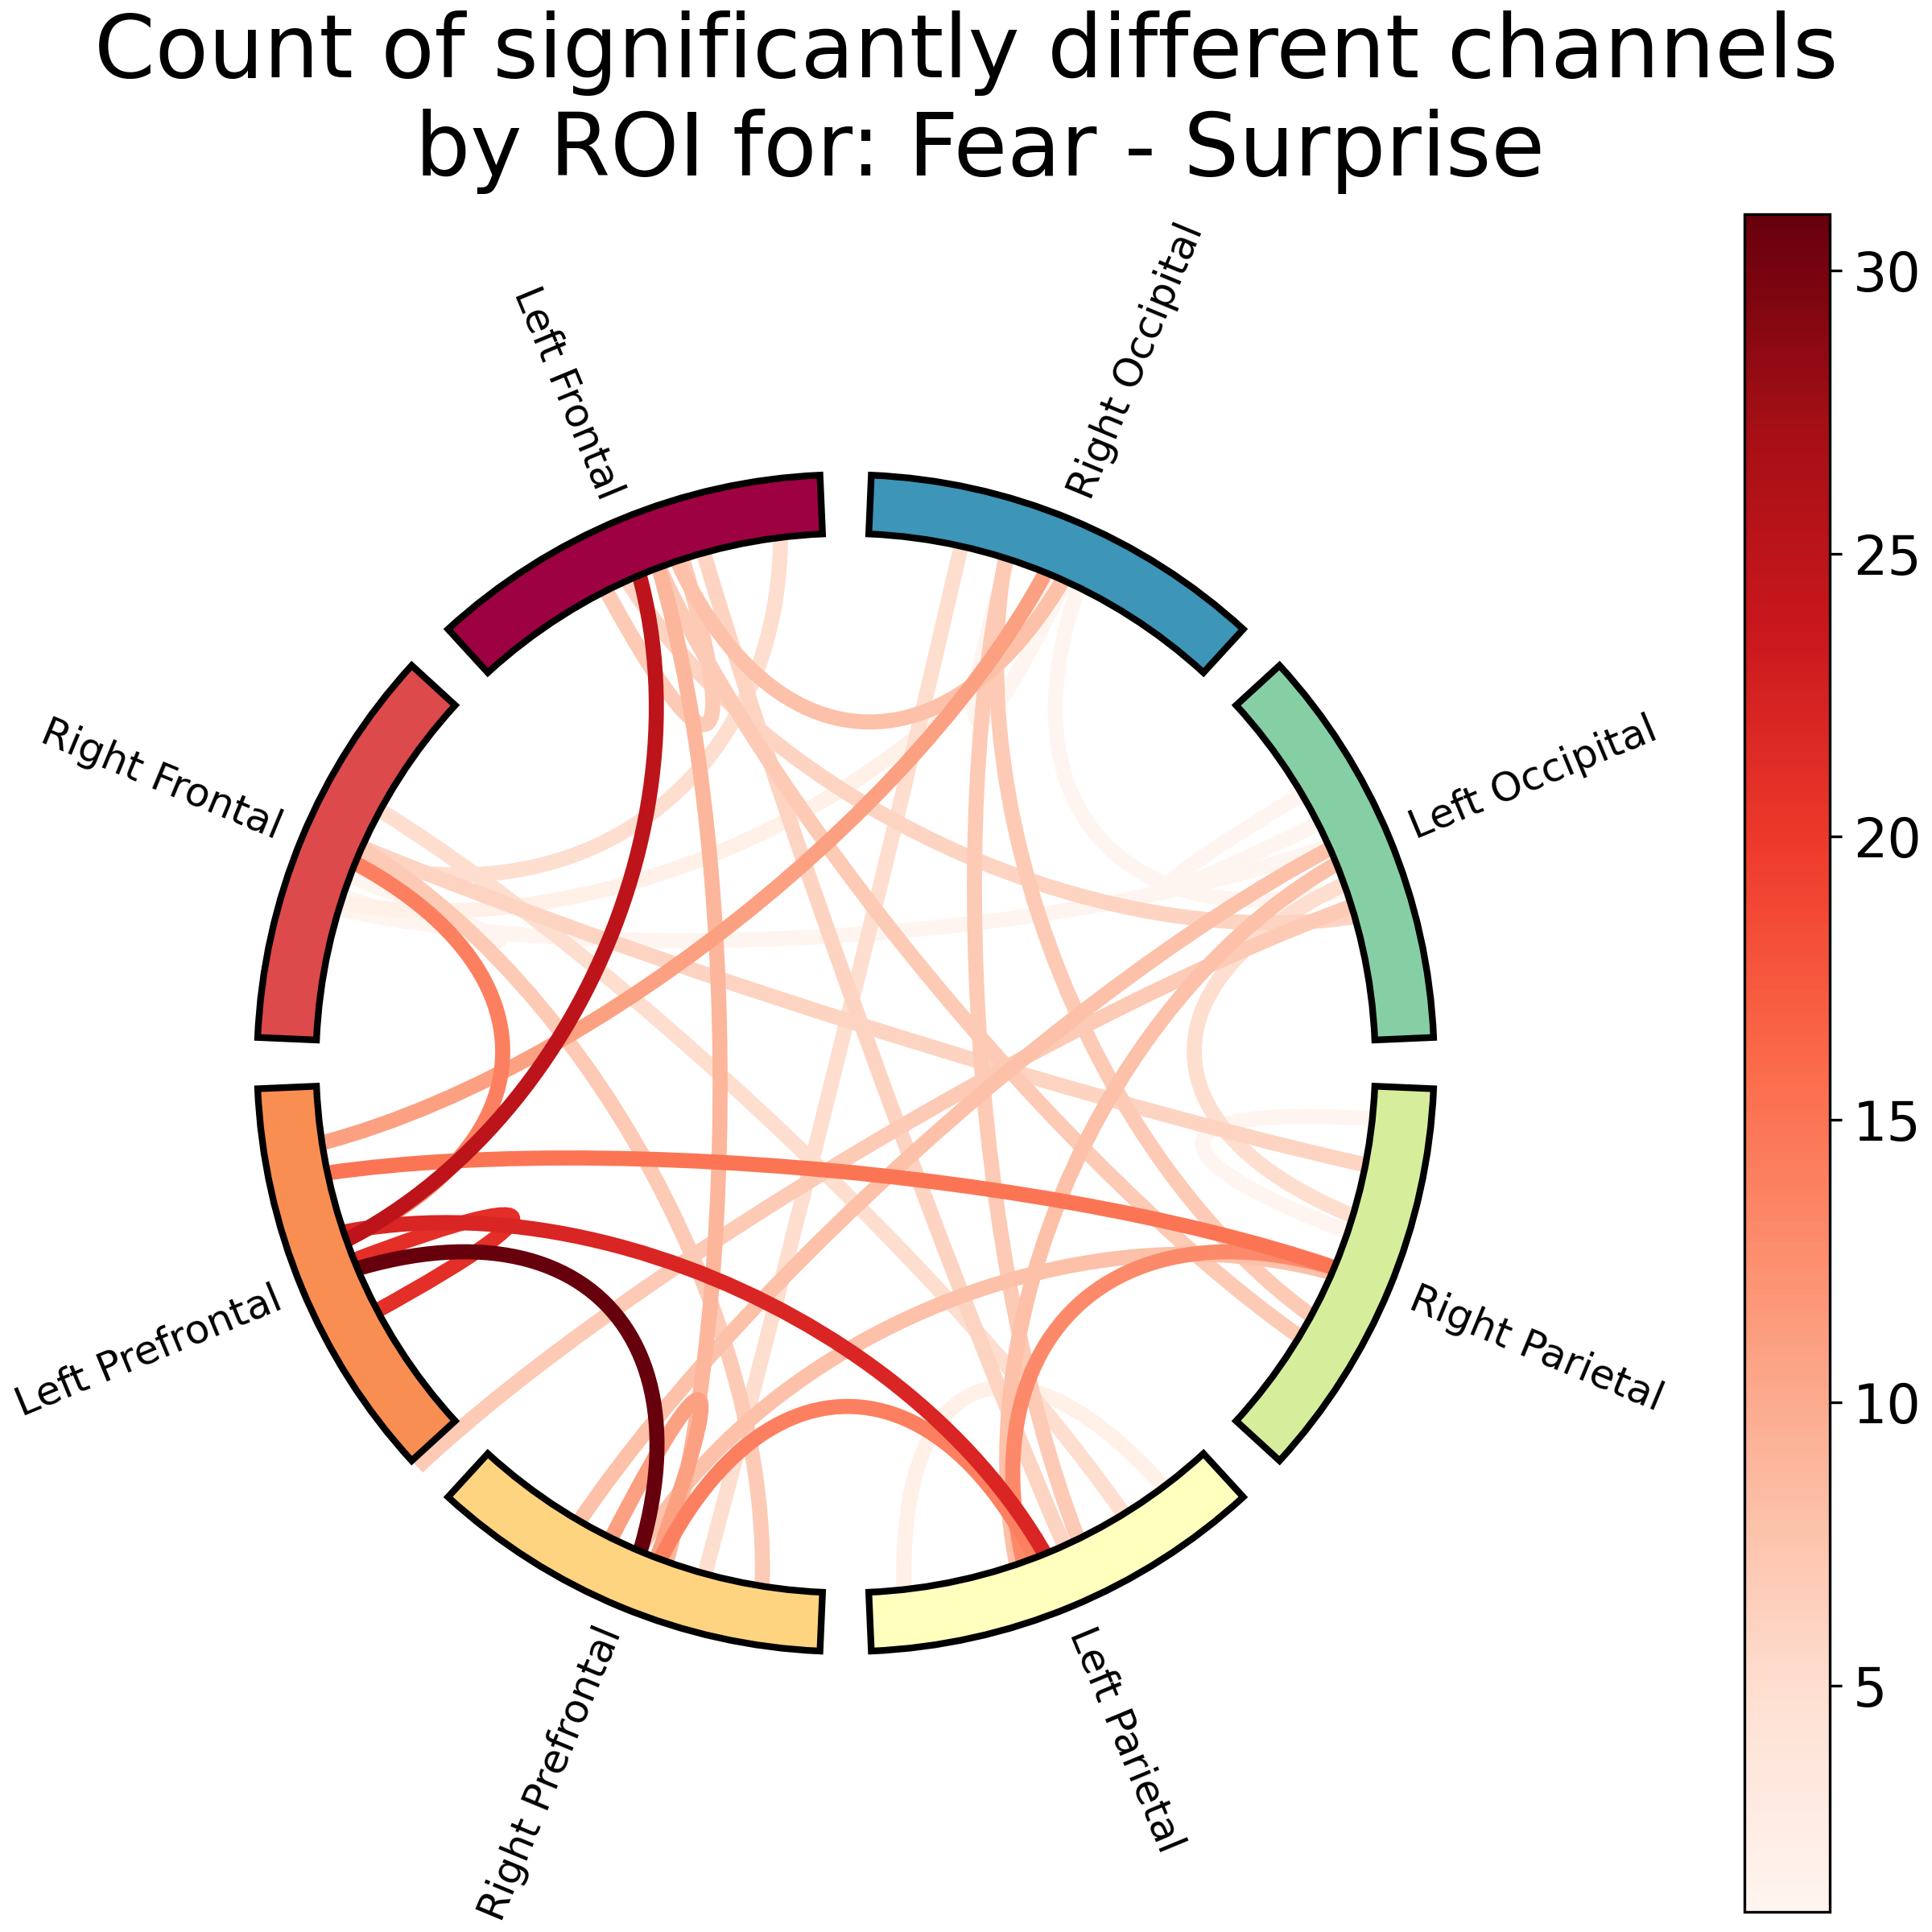 Count of significantly different channels
by ROI for: Fear - Surprise
Left Frontal
Right Occipital
Right Frontal
Left Occipital
Left Prefrontal
Right Parietal
Right Prefrontal
Left Parietal
30
25
20
15
10
5